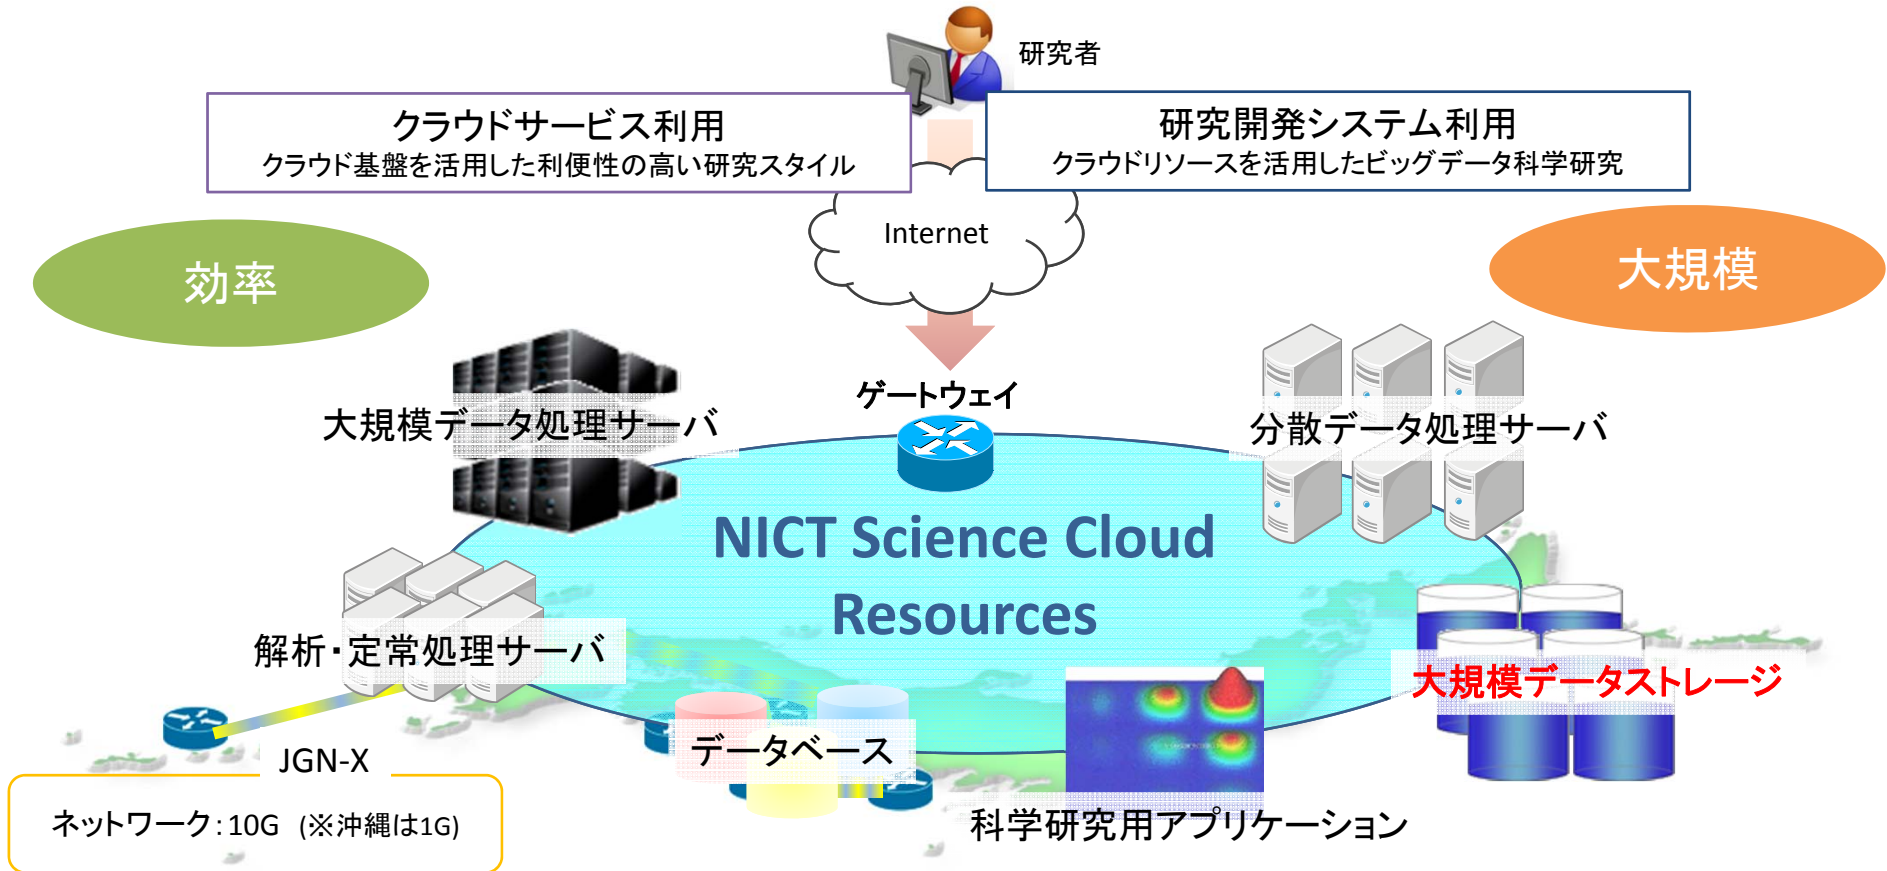 研究者
クラウドサービス利用
クラウド基盤を活用した利便性の高い研究スタイル
研究開発システム利用
クラウドリソースを活用したビッグデータ科学研究
Internet
効率
大規模
ゲートウェイ
大規模データ処理サーバ
分散データ処理サーバ
NICT Science Cloud
Resources
解析・定常処理サーバ
大規模データストレージ
データベース
JGN-X
ネットワーク:10G (※沖縄は1G)
科学研究用アプリケーション